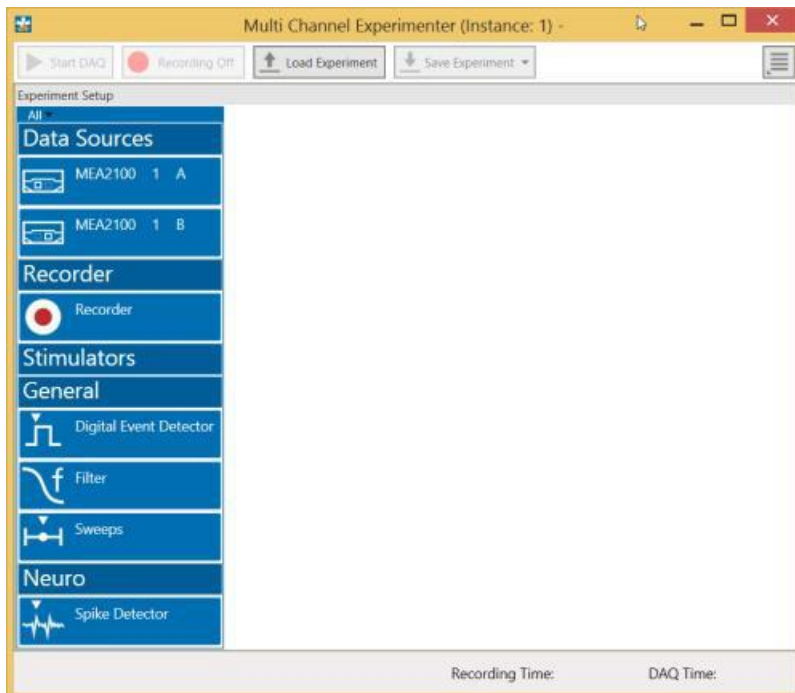 Multi Channel Experimenter (Instance: 1) -
Start DAQ Recording Off Load Experiment Save Experiment
Experiment Setup
All
Data Sources
MEA2100 1 A
MEA2100 1 B
Recorder
Recorder
Stimulators
General
Digital Event Detector
f Filter
Sweeps
Neuro
Spike Detector
Recording Time: DAQ Time: